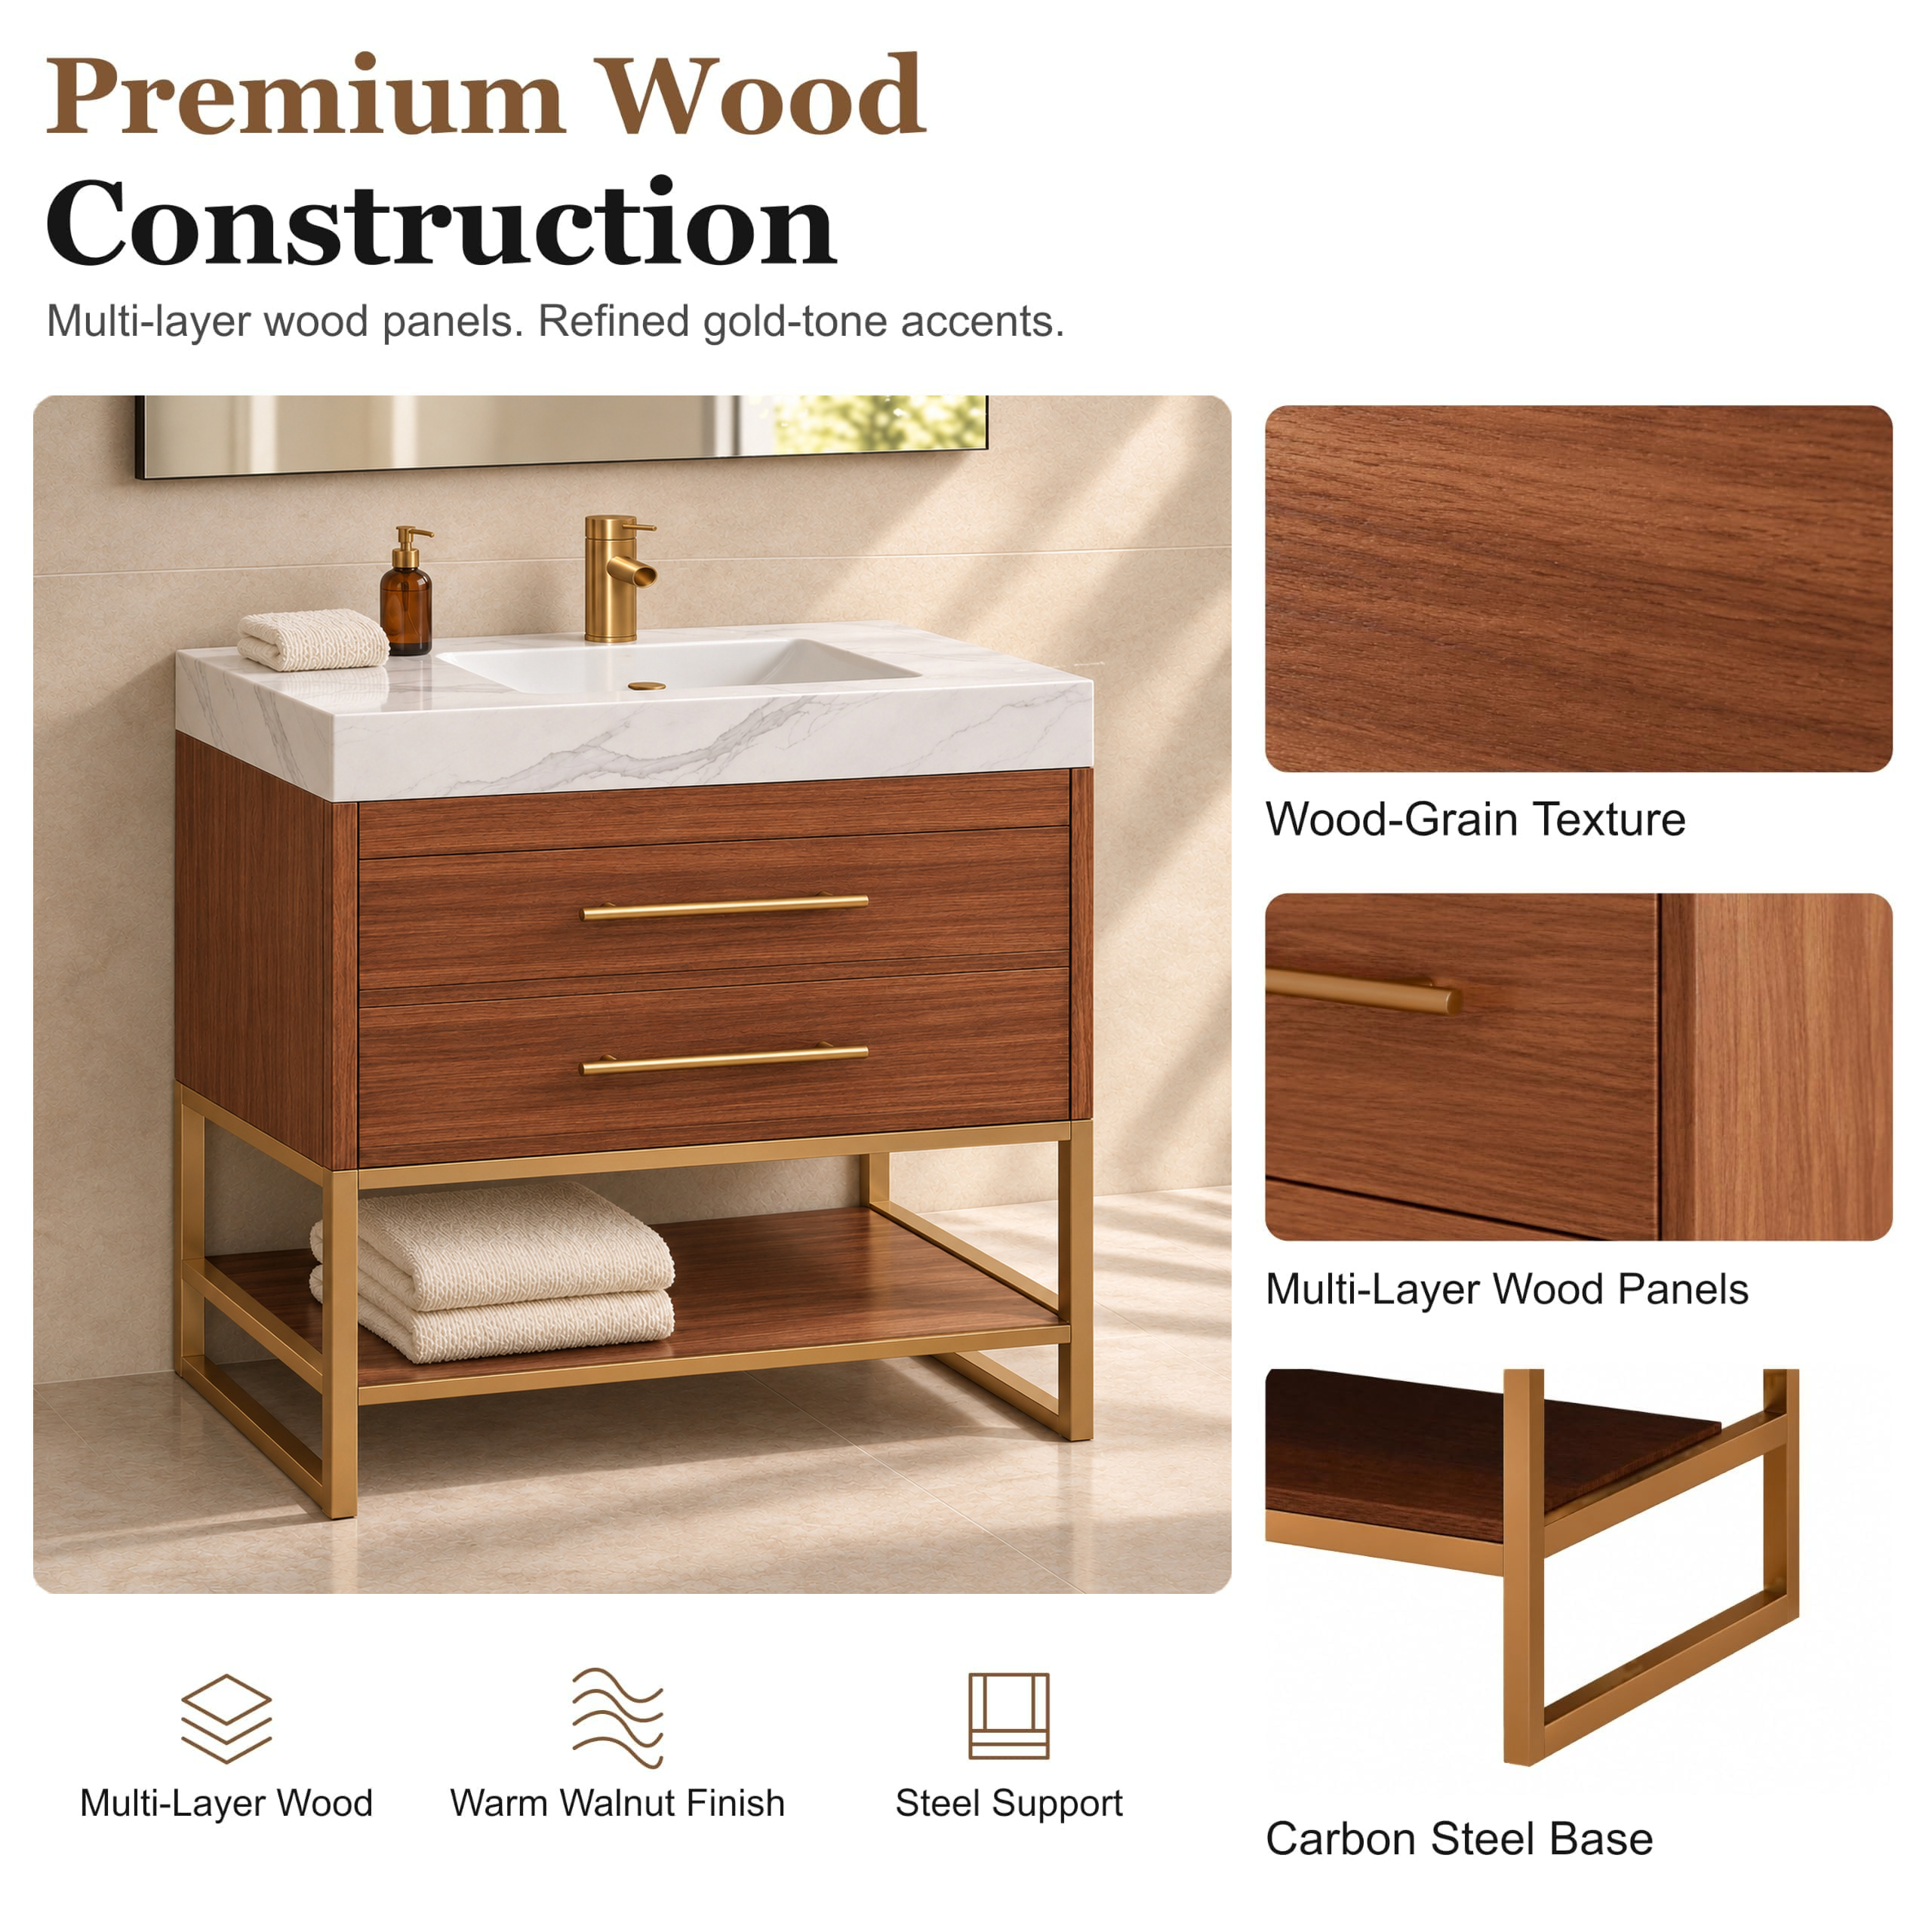 Premium Wood
Construction
Multi-layer wood panels. Refined gold-tone accents.
Wood-Grain Texture
Multi-Layer Wood Panels
Carbon Steel Base
Multi-Layer Wood
Warm Walnut Finish
Steel Support